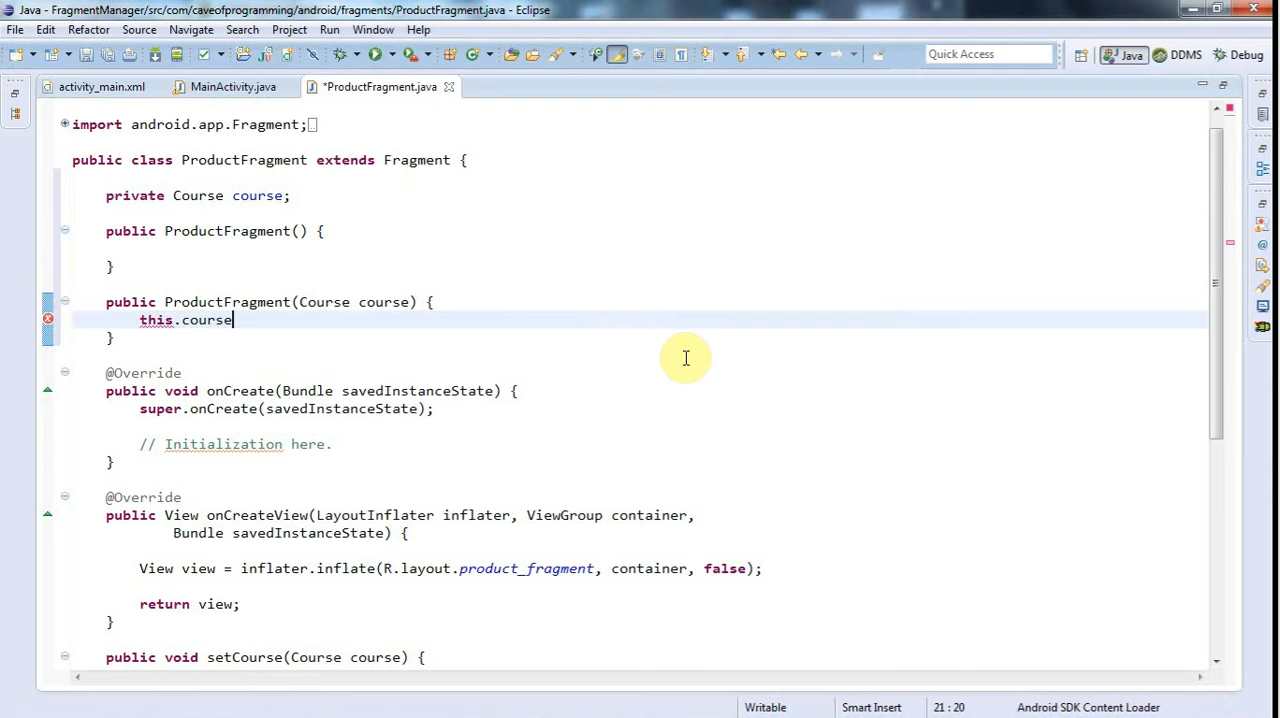 Java - FragmentManager/src/com/caveofprogramming/android/fragments/ProductFragment.java - Eclipse
File Edit Refactor Source Navigate Search Project Run Window Help
Quick Access Java DDMS Debug
activity_main.xml MainActivity.java *ProductFragment.java
import android.app.Fragment;
public class ProductFragment extends Fragment {
private Course course;
public ProductFragment() {
}
public ProductFragment(Course course) {
this.course
}
@Override
public void onCreate(Bundle savedInstanceState) {
super.onCreate(savedInstanceState);
// Initialization here.
}
@Override
public View onCreateView(LayoutInflater inflater, ViewGroup container,
Bundle savedInstanceState) {
View view = inflater.inflate(R.layout.product_fragment, container, false);
return view;
}
public void setCourse(Course course) {
Writable Smart Insert 21 : 20 Android SDK Content Loader